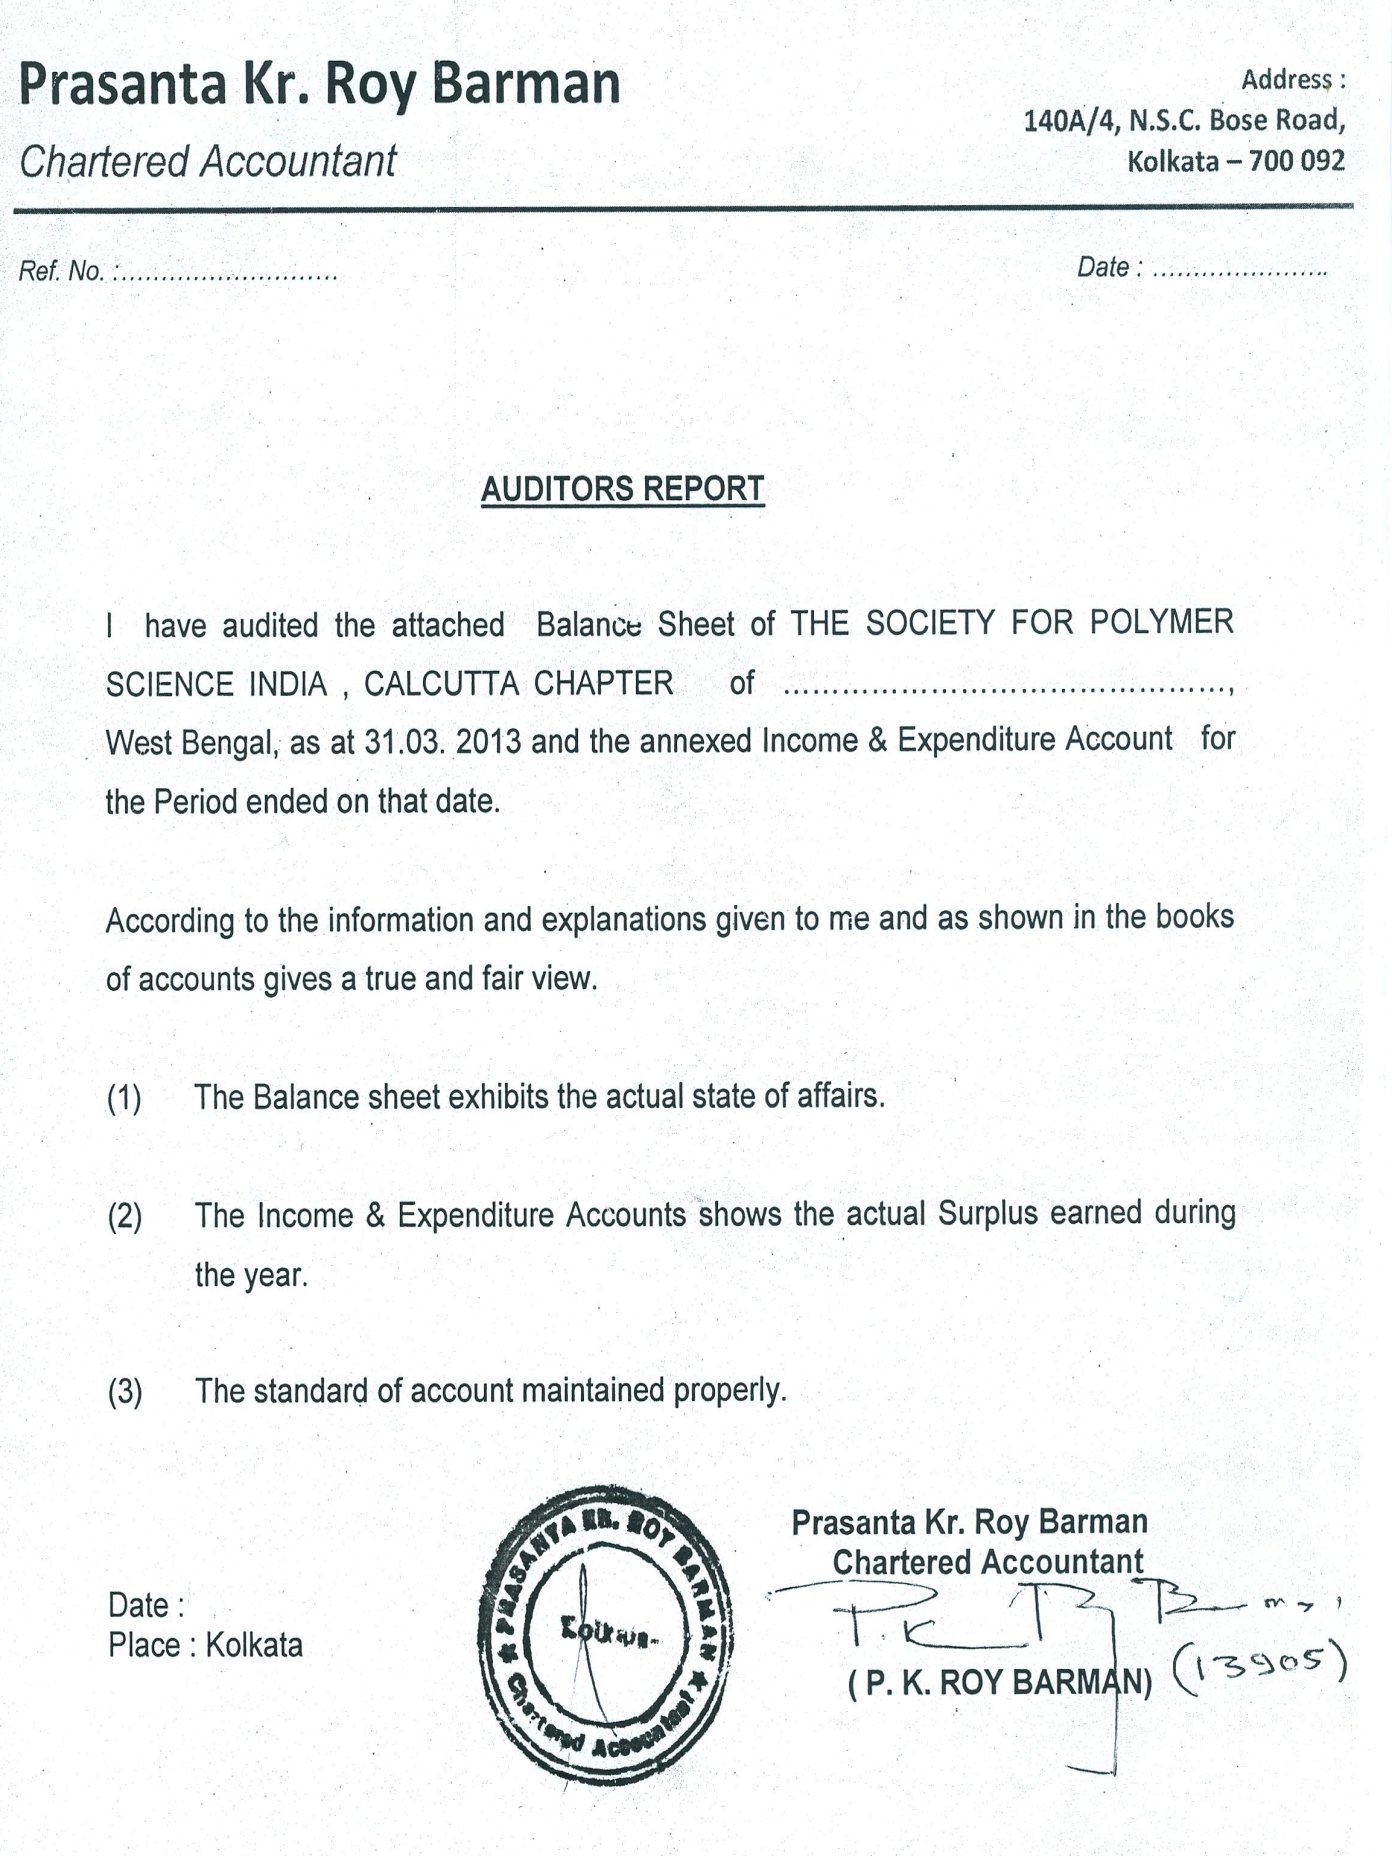 Prasanta Kr. Roy Barman
Chartered Accountant
Address :
140A/4, N.S.C. Bose Road,
Kolkata – 700 092
Ref. No. :...........................
Date : ......................
AUDITORS REPORT
I have audited the attached Balance Sheet of THE SOCIETY FOR POLYMER
SCIENCE INDIA , CALCUTTA CHAPTER of ..............................................,
West Bengal, as at 31.03. 2013 and the annexed Income & Expenditure Account for
the Period ended on that date.
According to the information and explanations given to me and as shown in the books
of accounts gives a true and fair view.
(1) The Balance sheet exhibits the actual state of affairs.
(2) The Income & Expenditure Accounts shows the actual Surplus earned during
the year.
(3) The standard of account maintained properly.
Prasanta Kr. Roy Barman
Chartered Accountant
Date :
Place : Kolkata
PRASANTA KR. ROY BARMAN
Kolkata
Chartered Accountant
( P. K. ROY BARMAN)
(13905)